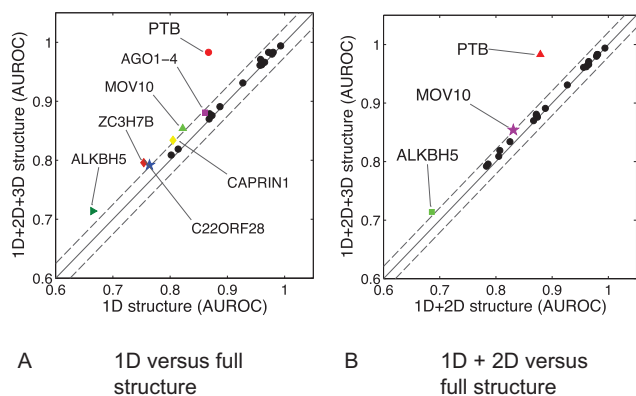 1D+2D+3D structure (AUROC)
1
0.9
0.8
0.7
0.6
PTB
AGO1-4
MOV10
ZC3H7B
ALKBH5
CAPRIN1
C22ORF28
0.6
0.7
0.8
0.9
1
1D structure (AUROC)
A
1D versus full
structure
1D+2D+3D structure (AUROC)
1
0.9
0.8
0.7
0.6
PTB
MOV10
ALKBH5
0.6
0.7
0.8
0.9
1
1D+2D structure (AUROC)
B
1D + 2D versus
full structure